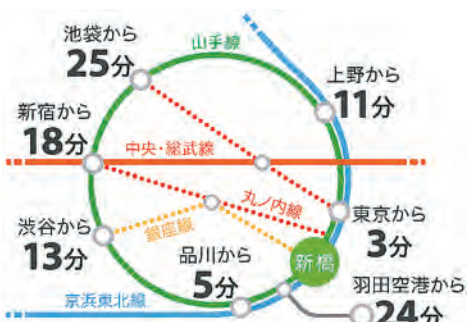 池袋から
25分
山手線
上野から
11分
新宿から
18分
中央・総武線
丸ノ内線
銀座線
東京から
3分
渋谷から
13分
品川から
5分
新橋
羽田空港から
24分
京浜東北線